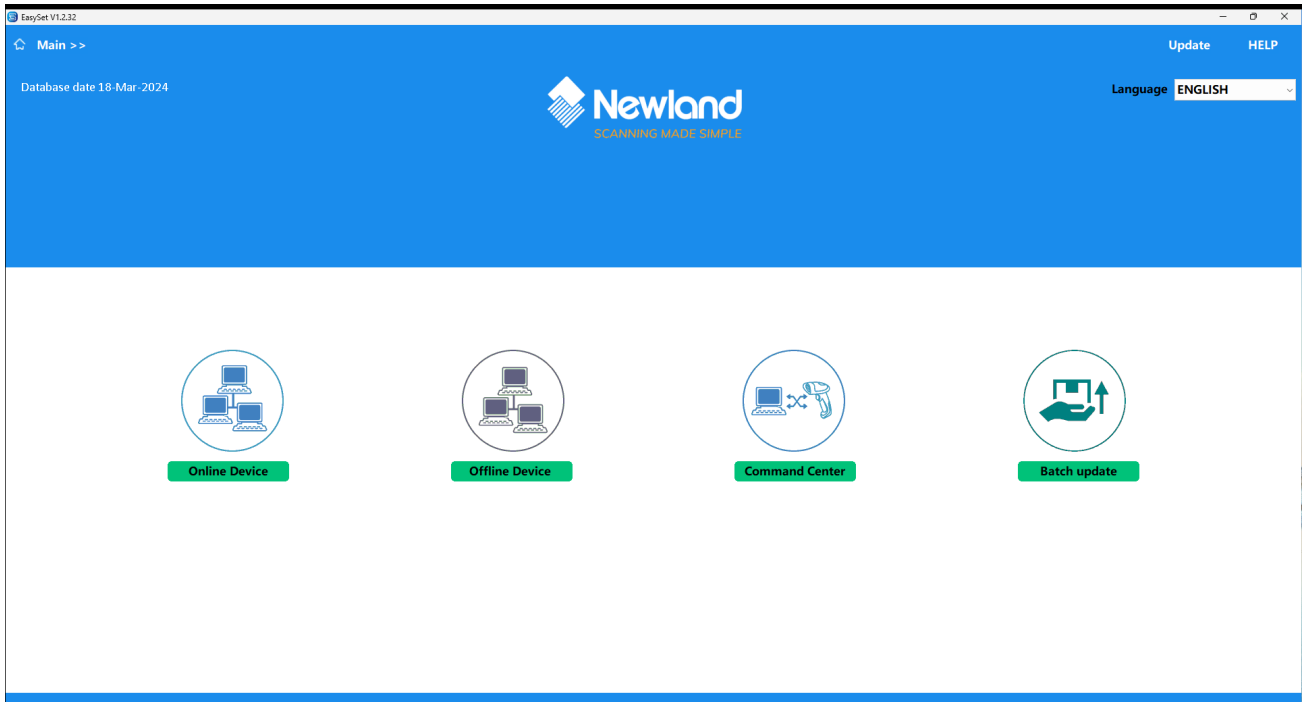 EasySet V1.2.32
Main >>
Update
HELP
Database date 18-Mar-2024
Newland
SCANNING MADE SIMPLE
Language
ENGLISH
Online Device
Offline Device
Command Center
Batch update